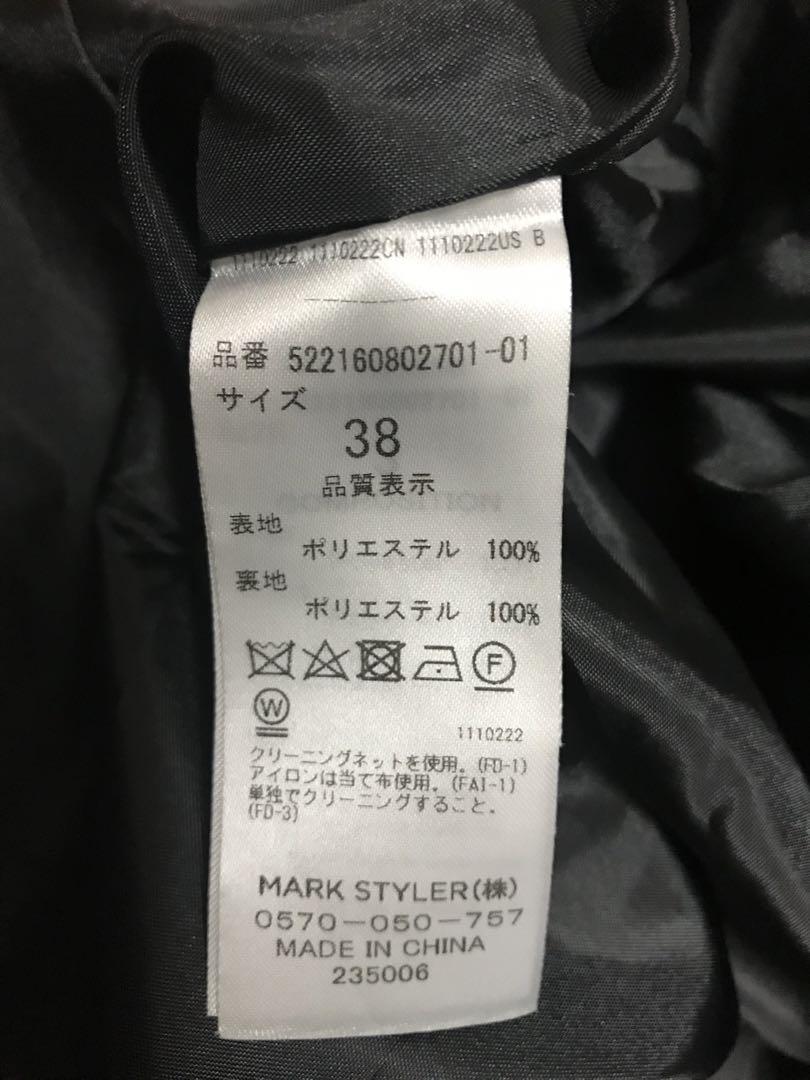 1110222 1110222CN 1110222US B
品番 522160802701-01
サイズ
38
品質表示
表地
ポリエステル 100%
裏地
ポリエステル 100%
F
W
1110222
クリーニングネットを使用。(FD-1)
アイロンは当て布使用。(FAI-1)
単独でクリーニングすること。
(FD-3)
MARK STYLER(株)
0570-050-757
MADE IN CHINA
235006